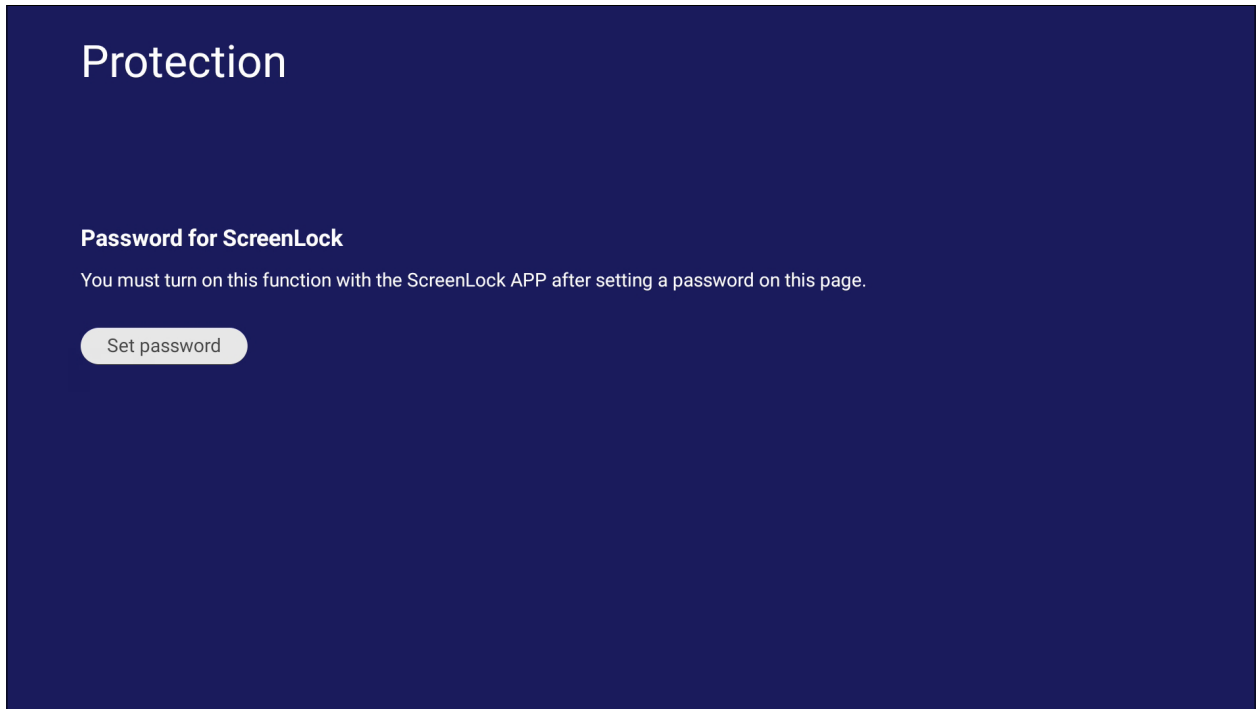 Protection
Password for ScreenLock
You must turn on this function with the ScreenLock APP after setting a password on this page.
Set password